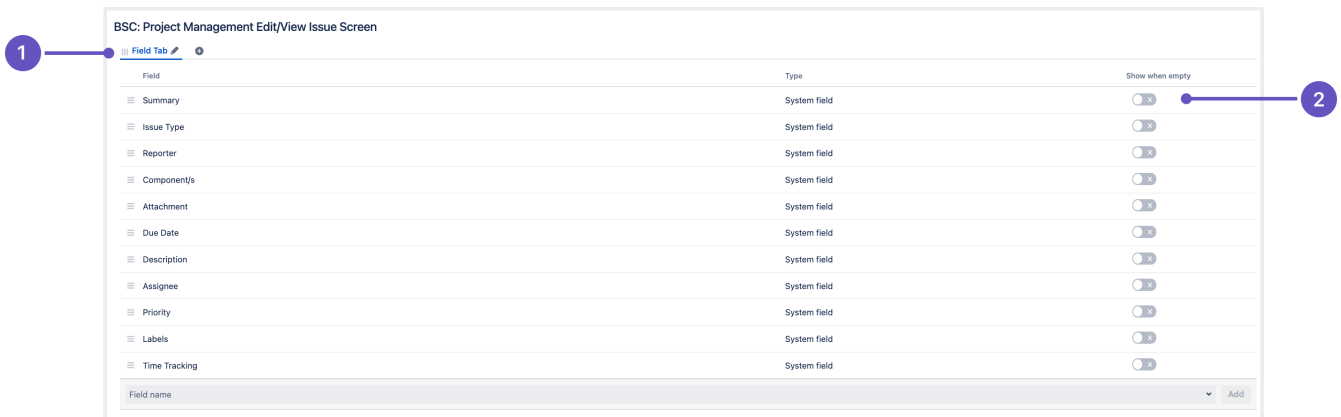 BSC: Project Management Edit/View Issue Screen
1
Field Tab
Field Type Show when empty
Summary System field
2
Issue Type System field
Reporter System field
Component/s System field
Attachment System field
Due Date System field
Description System field
Assignee System field
Priority System field
Labels System field
Time Tracking System field
Field name Add